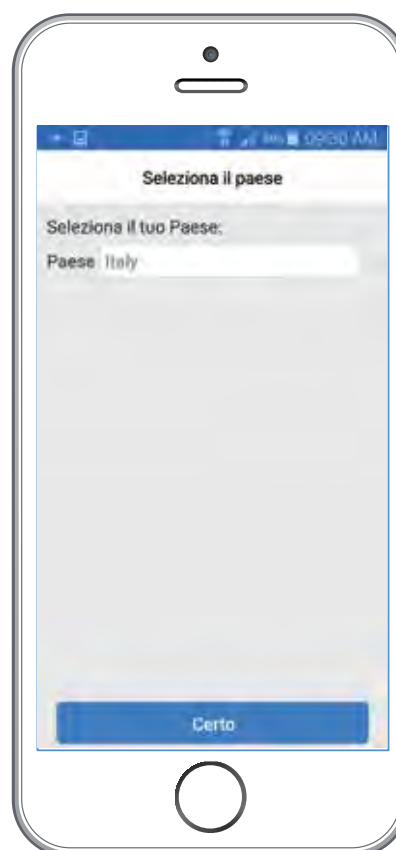 09:30 AM
Seleziona il paese
Seleziona il tuo Paese:
Paese Italy
Certo